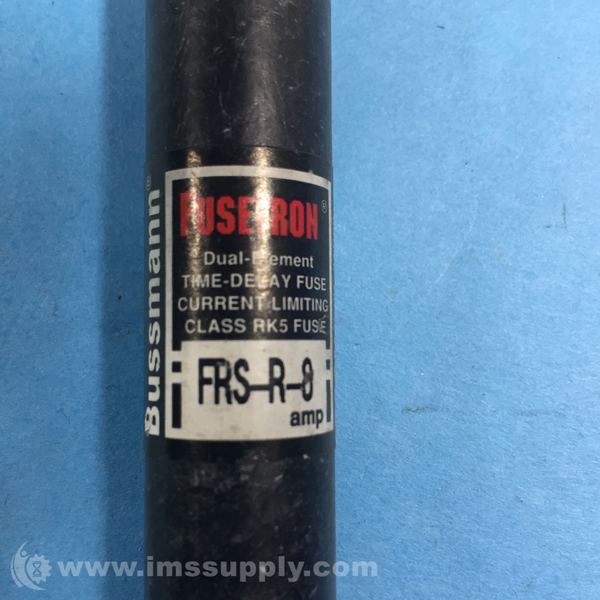 Bussmann®
FUSETRON®
Dual-Element
TIME-DELAY FUSE
CURRENT LIMITING
CLASS RK5 FUSE
FRS-R-8
amp
www.imssupply.com